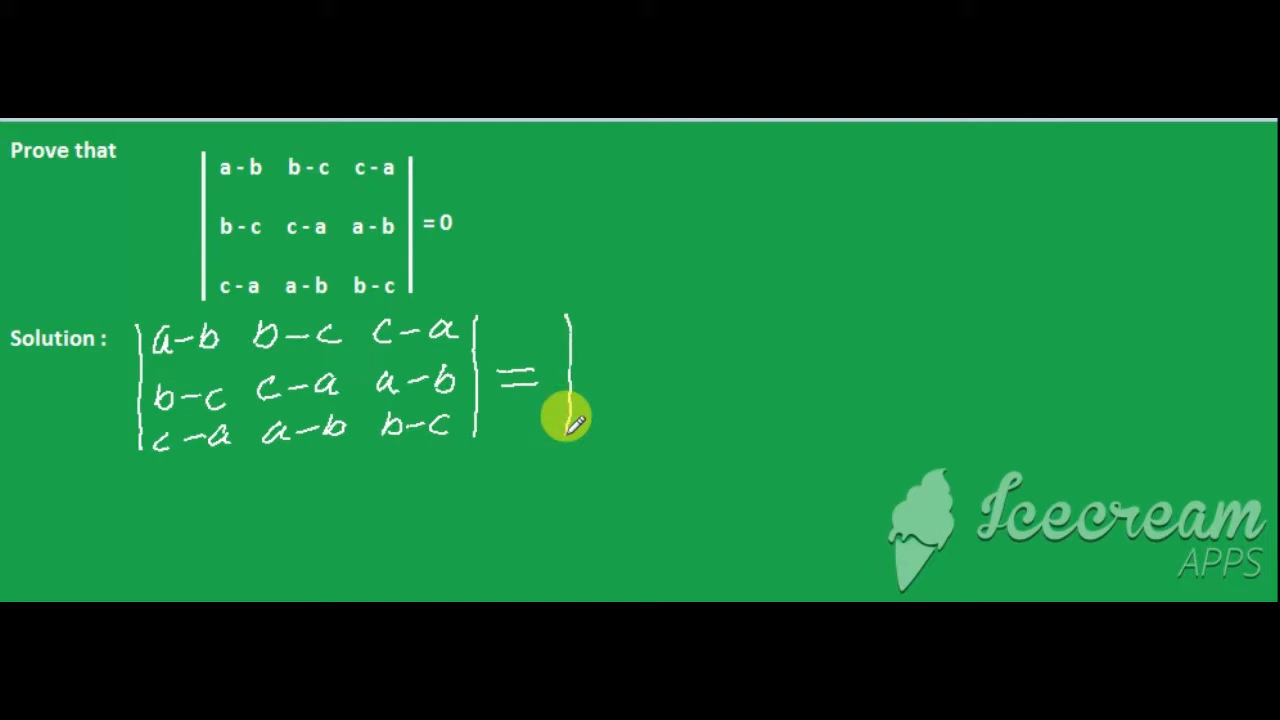 Prove that
a - b b - c c - a
b - c c - a a - b = 0
c - a a - b b - c
Solution :
a - b b - c c - a
b - c c - a a - b =
c - a a - b b - c
Icecream
APPS